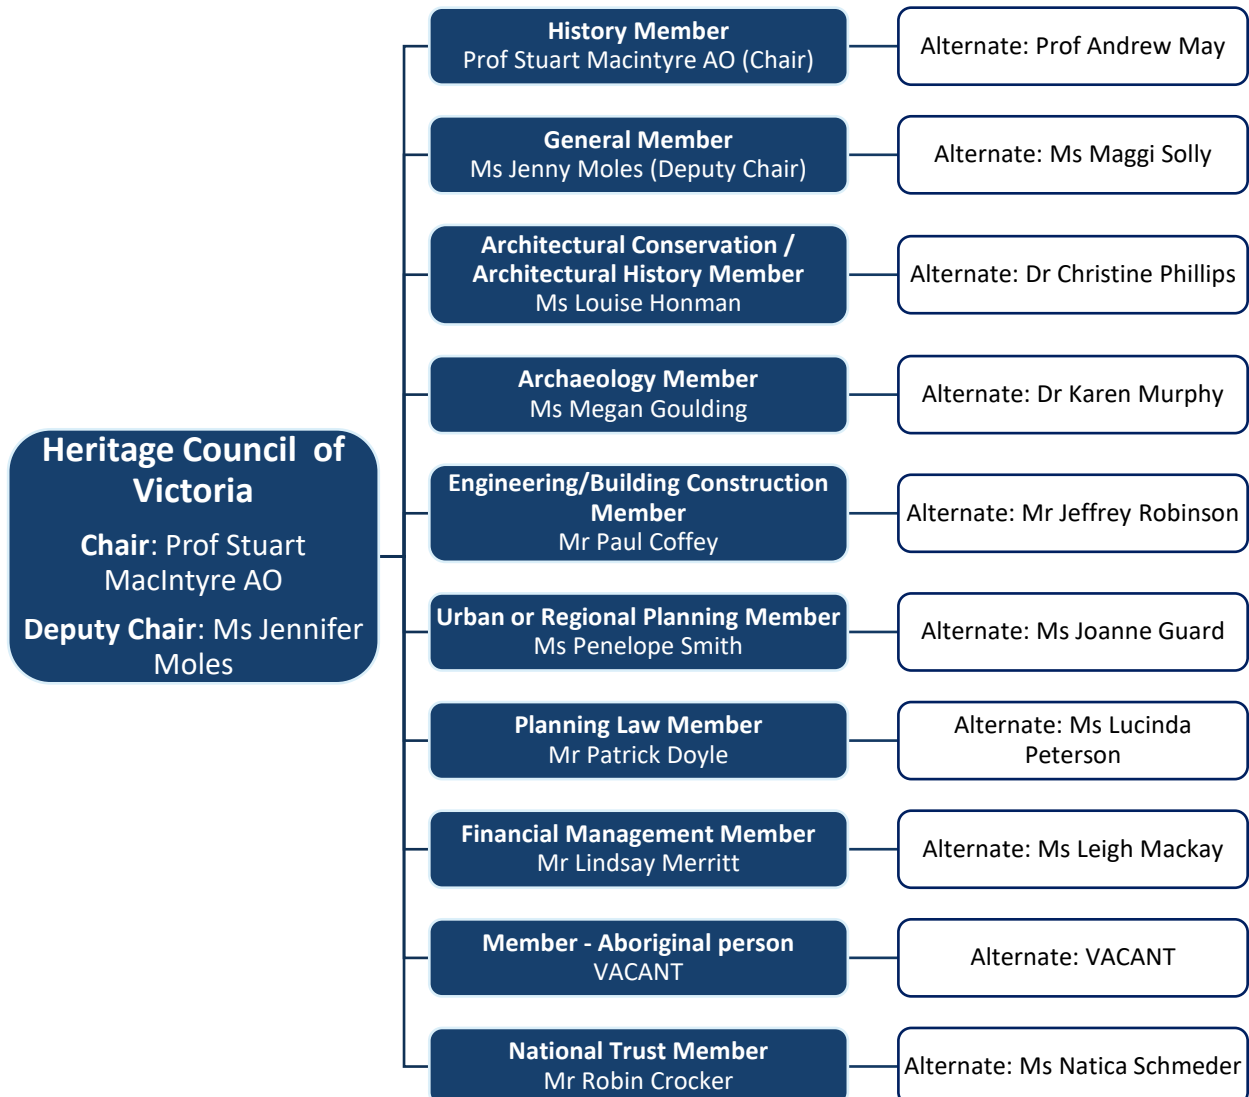 Heritage Council of
Victoria
Chair: Prof Stuart
MacIntyre AO
Deputy Chair: Ms Jennifer
Moles
History Member
Prof Stuart Macintyre AO (Chair)
Alternate: Prof Andrew May
General Member
Ms Jenny Moles (Deputy Chair)
Alternate: Ms Maggi Solly
Architectural Conservation /
Architectural History Member
Ms Louise Honman
Alternate: Dr Christine Phillips
Archaeology Member
Ms Megan Goulding
Alternate: Dr Karen Murphy
Engineering/Building Construction
Member
Mr Paul Coffey
Alternate: Mr Jeffrey Robinson
Urban or Regional Planning Member
Ms Penelope Smith
Alternate: Ms Joanne Guard
Planning Law Member
Mr Patrick Doyle
Alternate: Ms Lucinda
Peterson
Financial Management Member
Mr Lindsay Merritt
Alternate: Ms Leigh Mackay
Member - Aboriginal person
VACANT
Alternate: VACANT
National Trust Member
Mr Robin Crocker
Alternate: Ms Natica Schmeder